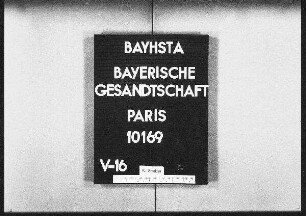 BAYHSTA
BAYERISCHE
GESANDTSCHAFT
PARIS
10169
V-16